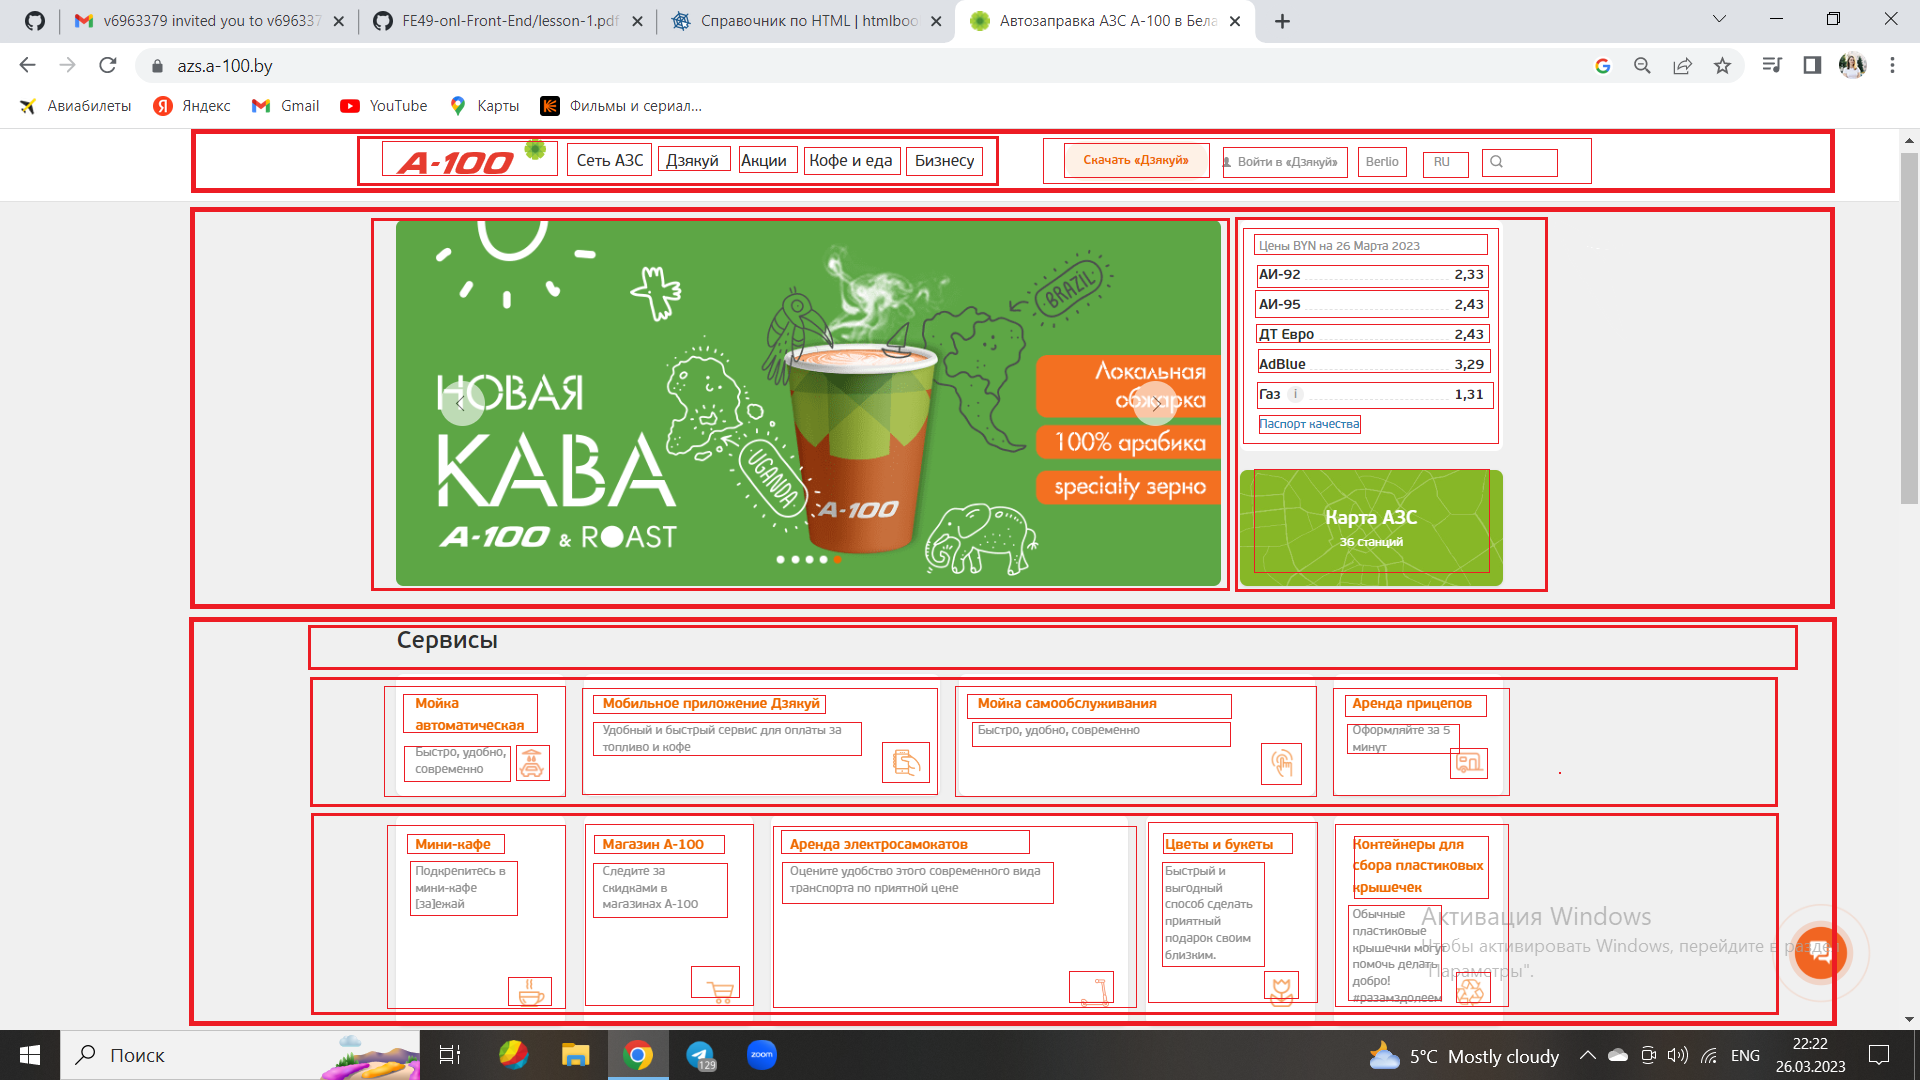 v6963379 invited you to v696337
FE49-onl-Front-End/lesson-1.pdf
Справочник по HTML | htmlboo
Автозаправка АЗС А-100 в Бела
azs.a-100.by
Авиабилеты
Яндекс
Gmail
YouTube
Карты
Фильмы и сериал...
A-100
Сеть АЗС
Дзякуй
Акции
Кофе и еда
Бизнесу
Скачать «Дзякуй»
Войти в «Дзякуй»
Berlio
RU
НОВАЯ
КАВА
A-100 & ROAST
UGANDA
BRAZIL
A-100
Локальная
обжарка
100% арабика
specialty зерно
Цены BYN на 26 Марта 2023
АИ-92 2,33
АИ-95 2,43
ДТ Евро 2,43
AdBlue 3,29
Газ i 1,31
Паспорт качества
Карта АЗС
36 станций
Сервисы
Мойка
автоматическая
Быстро, удобно,
современно
Мобильное приложение Дзякуй
Удобный и быстрый сервис для оплаты за
топливо и кофе
Мойка самообслуживания
Быстро, удобно, современно
Аренда прицепов
Оформляйте за 5
минут
Мини-кафе
Подкрепитесь в
мини-кафе
[за]ежай
Магазин А-100
Следите за
скидками в
магазинах А-100
Аренда электросамокатов
Оцените удобство этого современного вида
транспорта по приятной цене
Цветы и букеты
Быстрый и
выгодный
способ сделать
приятный
подарок своим
близким.
Контейнеры для
сбора пластиковых
крышечек
Обычные
пластиковые
крышечки могут
помочь делать
добро!
#разамздолеем
Активация Windows
Чтобы активировать Windows, перейдите в раздел
"Параметры".
Поиск
129
zoom
5°C Mostly cloudy
ENG
22:22
26.03.2023